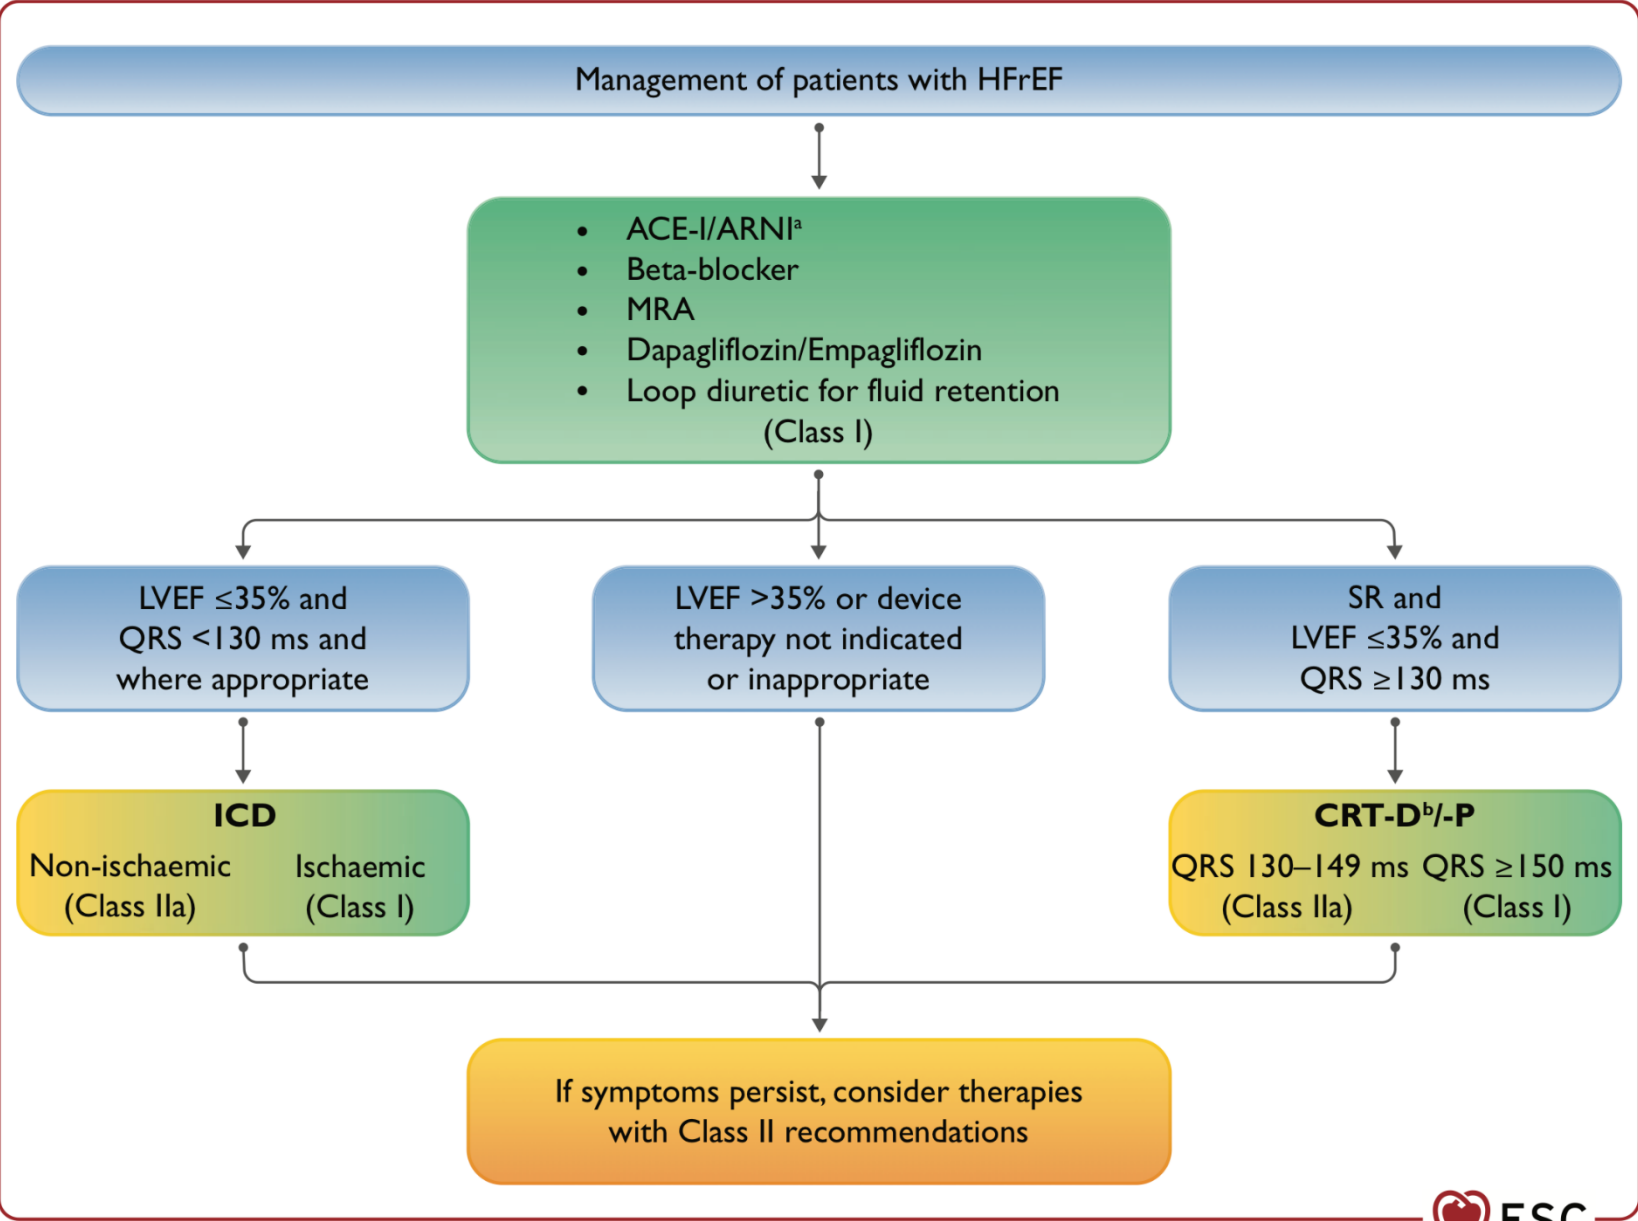 Management of patients with HFrEF
• ACE-I/ARNIᵃ
• Beta-blocker
• MRA
• Dapagliflozin/Empagliflozin
• Loop diuretic for fluid retention
(Class I)
LVEF ≤35% and
QRS <130 ms and
where appropriate
LVEF >35% or device
therapy not indicated
or inappropriate
SR and
LVEF ≤35% and
QRS ≥130 ms
ICD
Non-ischaemic
(Class IIa)
Ischaemic
(Class I)
CRT-Dᵇ/-P
QRS 130–149 ms
(Class IIa)
QRS ≥150 ms
(Class I)
If symptoms persist, consider therapies
with Class II recommendations
ESC